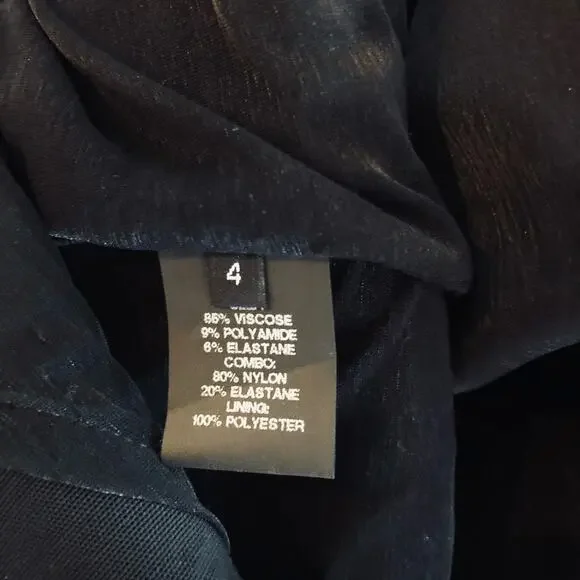 4
85% VISCOSE
9% POLYAMIDE
6% ELASTANE
COMBO:
80% NYLON
20% ELASTANE
LINING:
100% POLYESTER